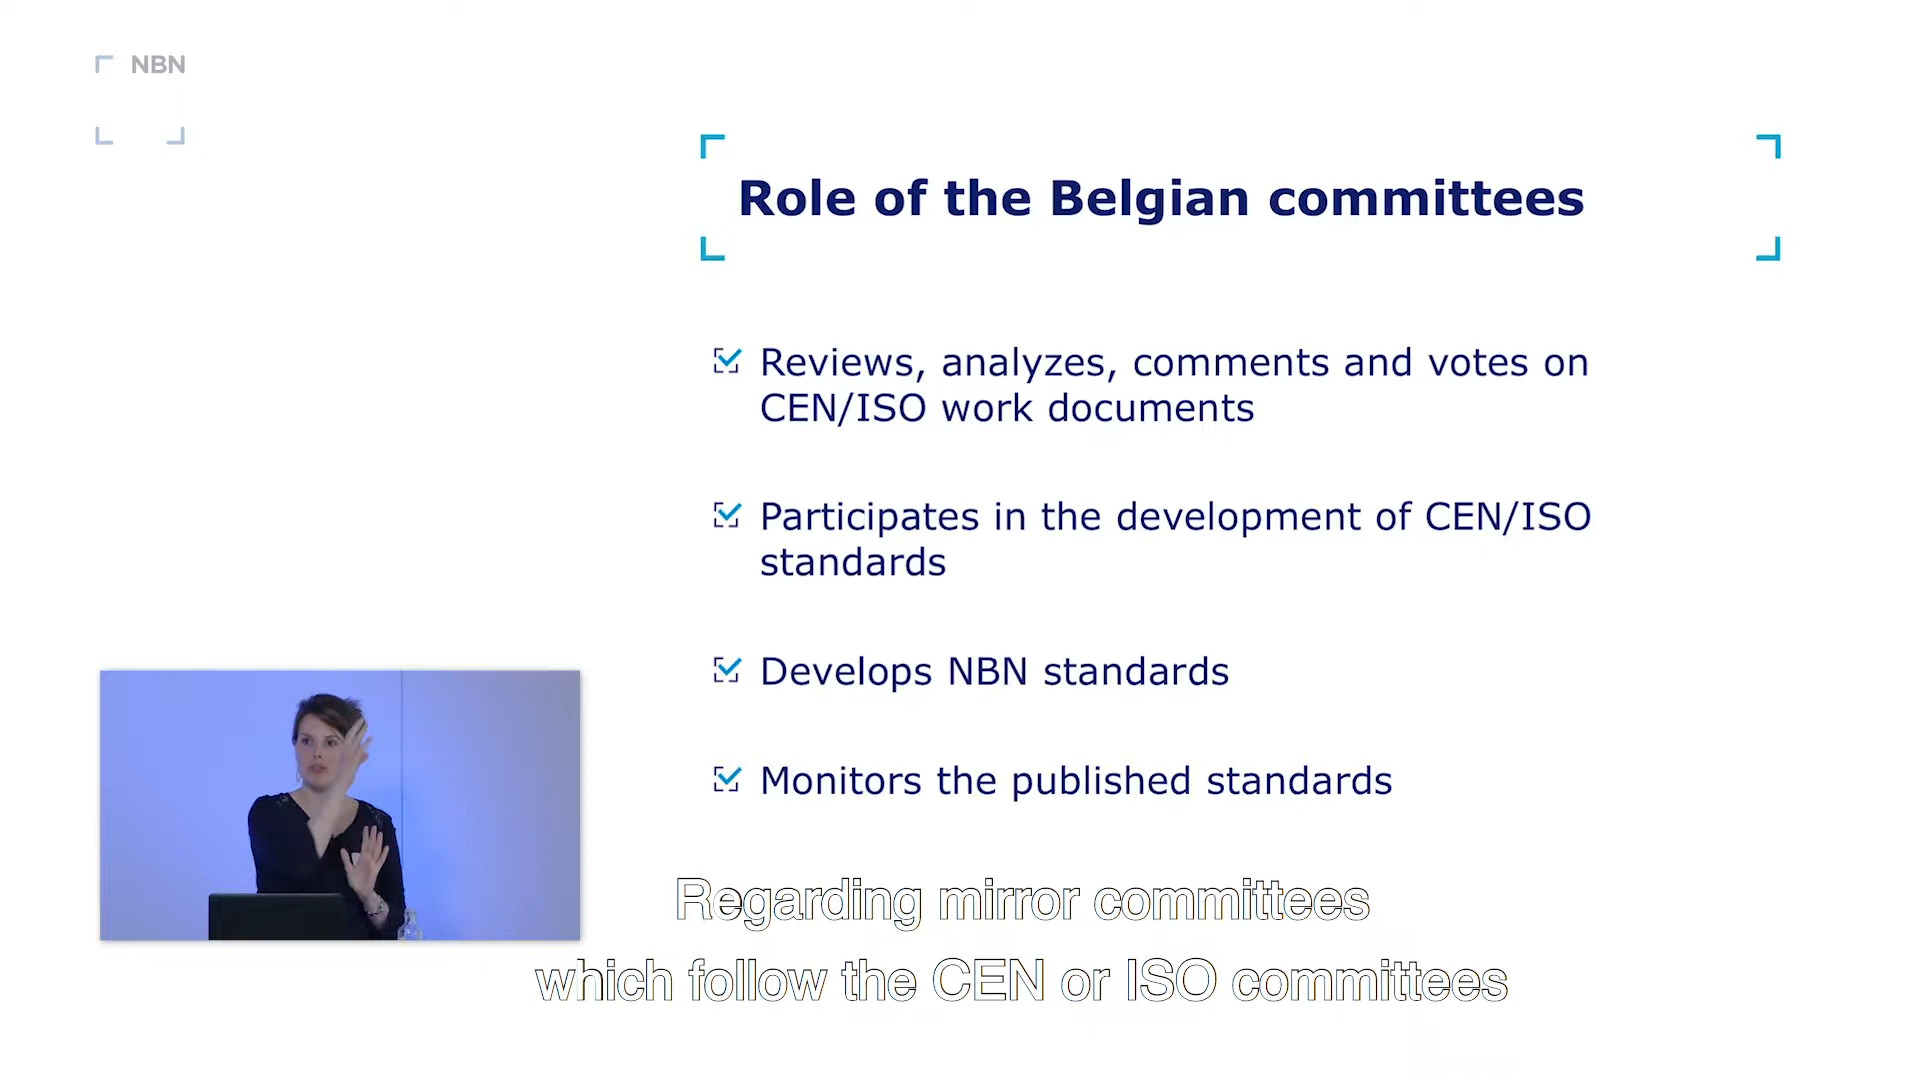 NBN
Role of the Belgian committees
Reviews, analyzes, comments and votes on
CEN/ISO work documents
Participates in the development of CEN/ISO
standards
Develops NBN standards
Monitors the published standards
Regarding mirror committees
which follow the CEN or ISO committees